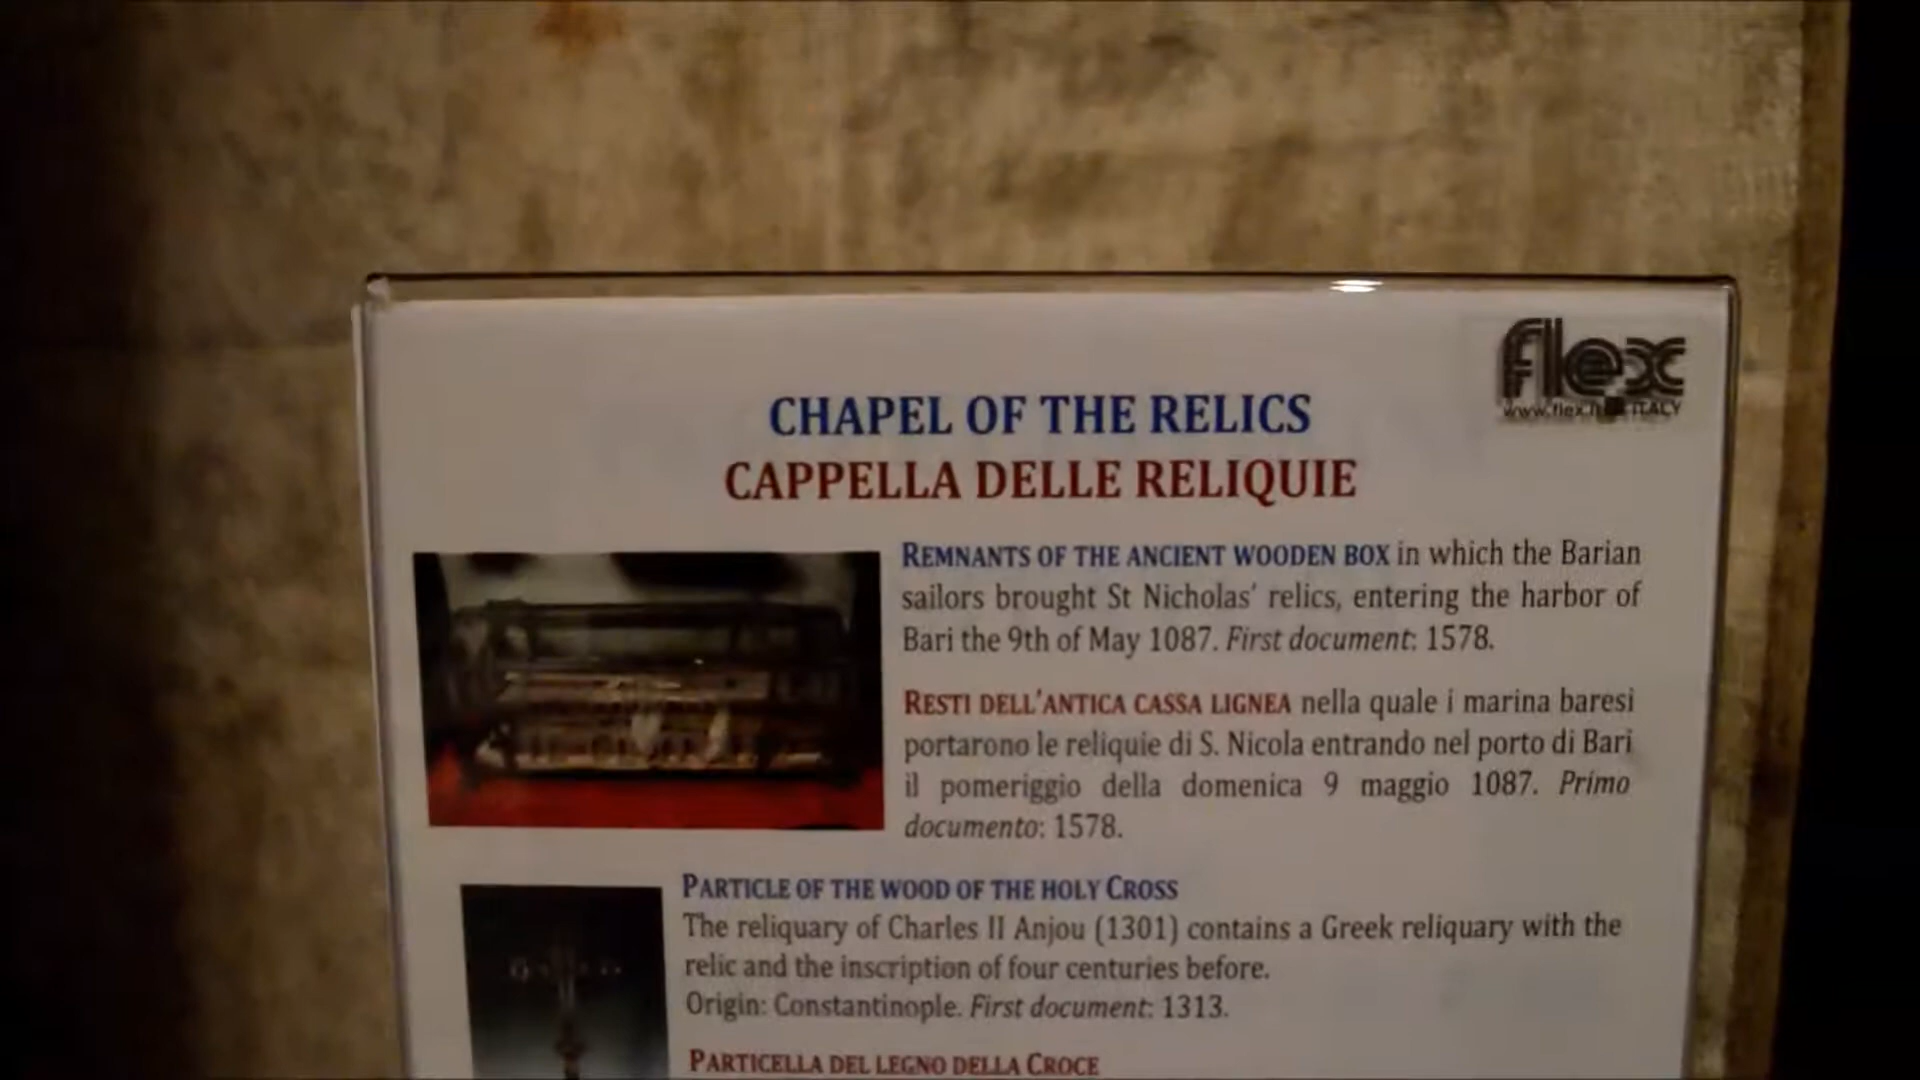 flex
CHAPEL OF THE RELICS
CAPPELLA DELLE RELIQUIE
REMNANTS OF THE ANCIENT WOODEN BOX in which the Barian
sailors brought St Nicholas' relics, entering the harbor of
Bari the 9th of May 1087. First document: 1578.
RESTI DELL'ANTICA CASSA LIGNEA nella quale i marina baresi
portarono le reliquie di S. Nicola entrando nel porto di Bari
il pomeriggio della domenica 9 maggio 1087. Primo
documento: 1578.
PARTICLE OF THE WOOD OF THE HOLY CROSS
The reliquary of Charles II Anjou (1301) contains a Greek reliquary with the
relic and the inscription of four centuries before.
Origin: Constantinople. First document: 1313.
PARTICELLA DEL LEGNO DELLA CROCE